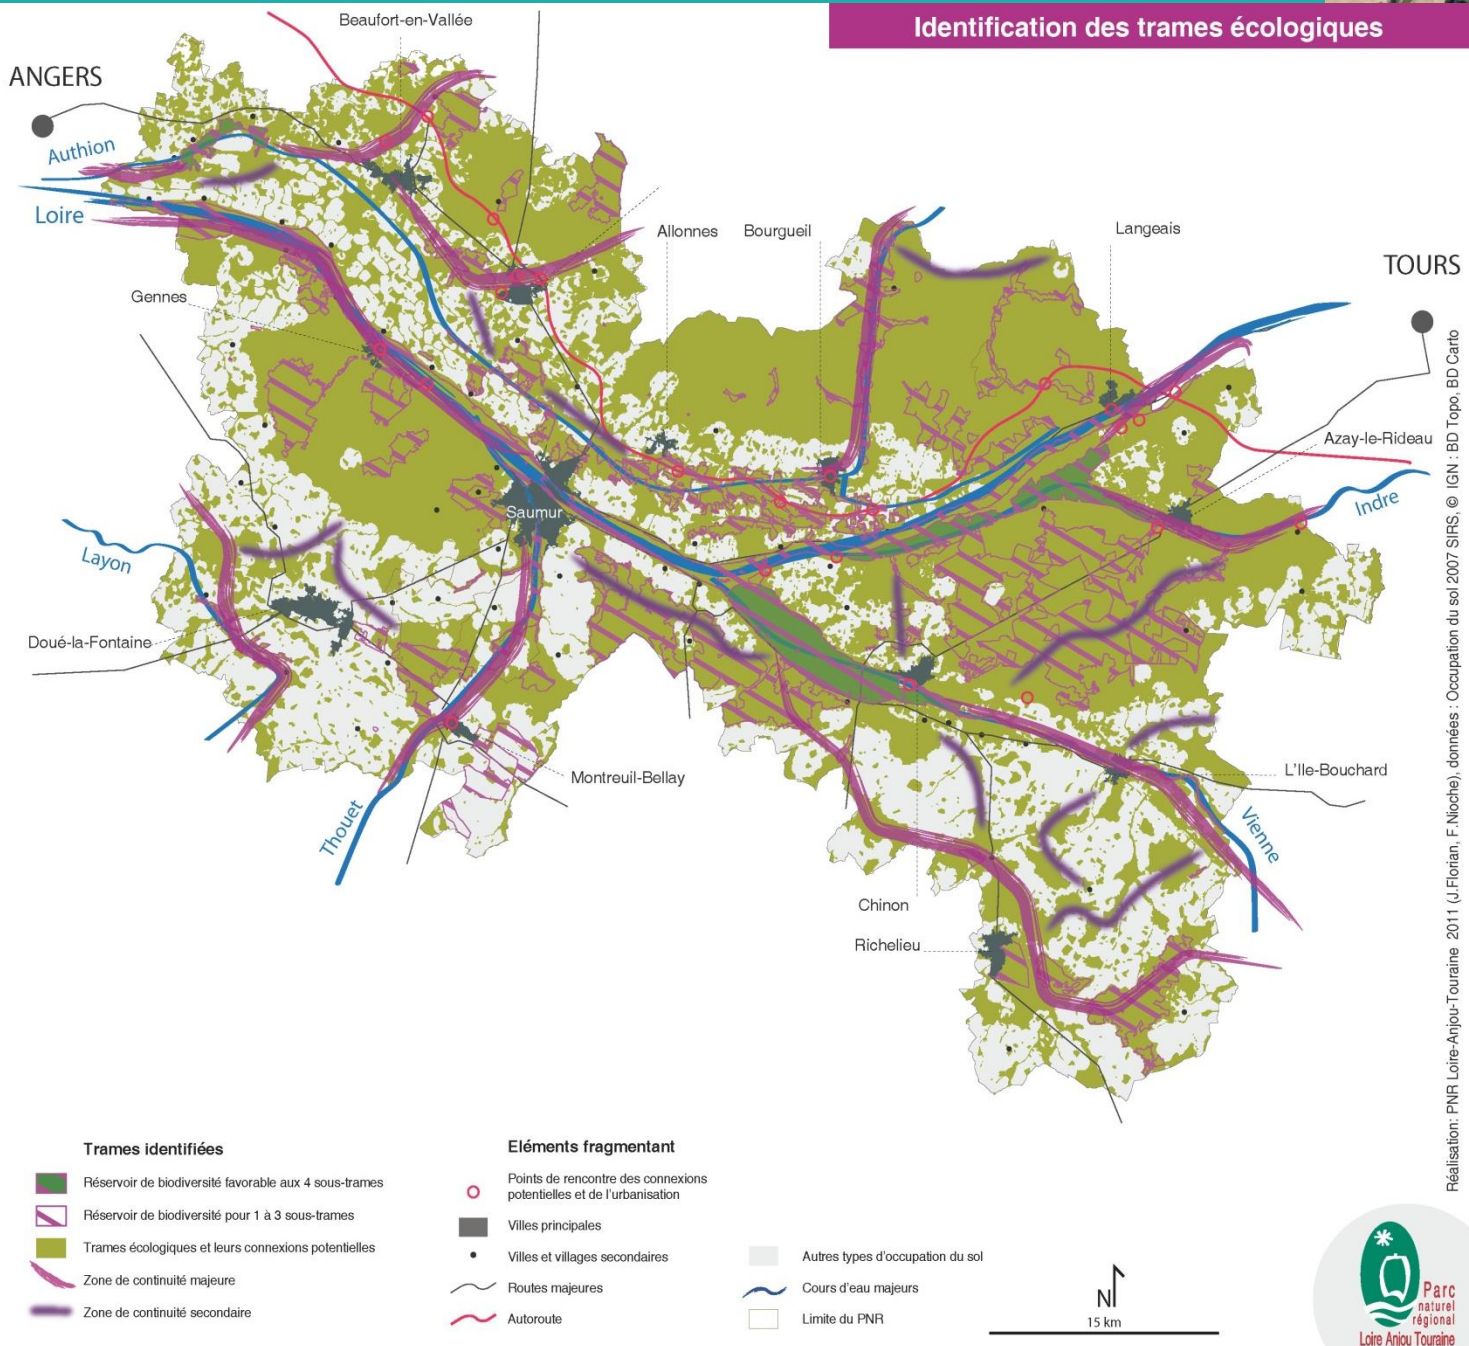 Identification des trames écologiques
Beaufort-en-Vallée
ANGERS
Authion
Loire
Allonnes
Bourgueil
Langeais
TOURS
Gennes
Azay-le-Rideau
Indre
Saumur
Layon
Doué-la-Fontaine
Montreuil-Bellay
L'Ile-Bouchard
Thouet
Vienne
Chinon
Richelieu
Réalisation: PNR Loire-Anjou-Touraine 2011 (J.Florian, F.Nioche), données : Occupation du sol 2007 SIRS, © IGN : BD Topo, BD Carto
Trames identifiées
Réservoir de biodiversité favorable aux 4 sous-trames
Réservoir de biodiversité pour 1 à 3 sous-trames
Trames écologiques et leurs connexions potentielles
Zone de continuité majeure
Zone de continuité secondaire
Eléments fragmentant
Points de rencontre des connexions
potentielles et de l'urbanisation
Villes principales
Villes et villages secondaires
Routes majeures
Autoroute
Autres types d'occupation du sol
Cours d'eau majeurs
Limite du PNR
N
15 km
Parc
naturel
régional
Loire Anjou Touraine